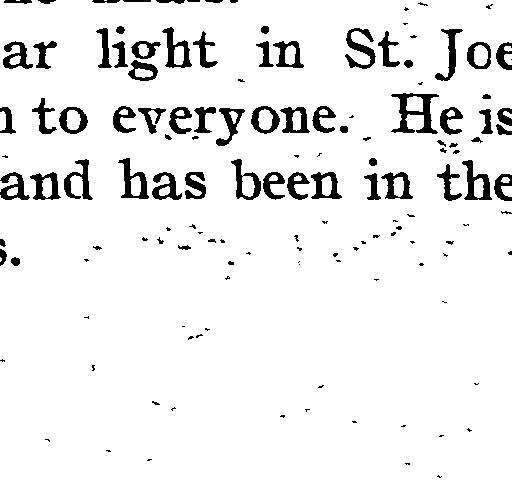 ar light in St. Joe
n to everyone. He is
and has been in the
s.